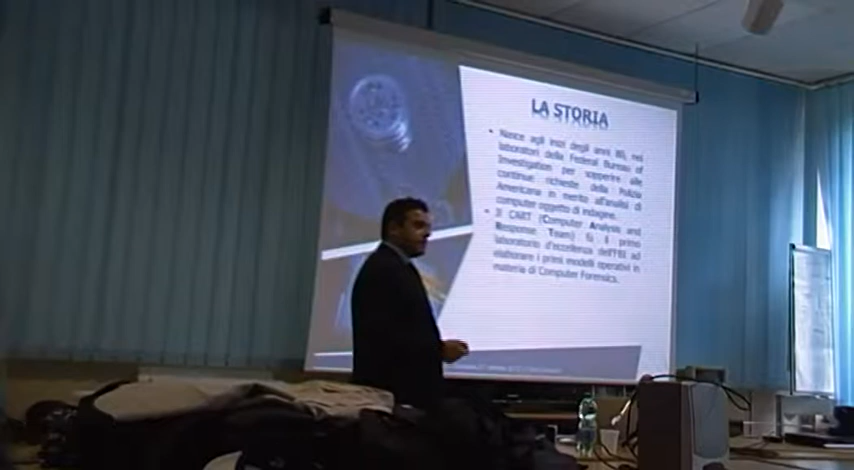 LA STORIA
• Nasce agli inizi degli anni 80, nei
laboratori della Federal Bureau of
Investigation per sopperire alle
continue richieste della Polizia
Americana in merito all'analisi di
computer oggetto di indagine.
• Il CART (Computer Analysis and
Response Team) fù il primo
laboratorio d'eccellenza dell'FBI ad
elaborare i primi modelli operativi in
materia di Computer Forensics.